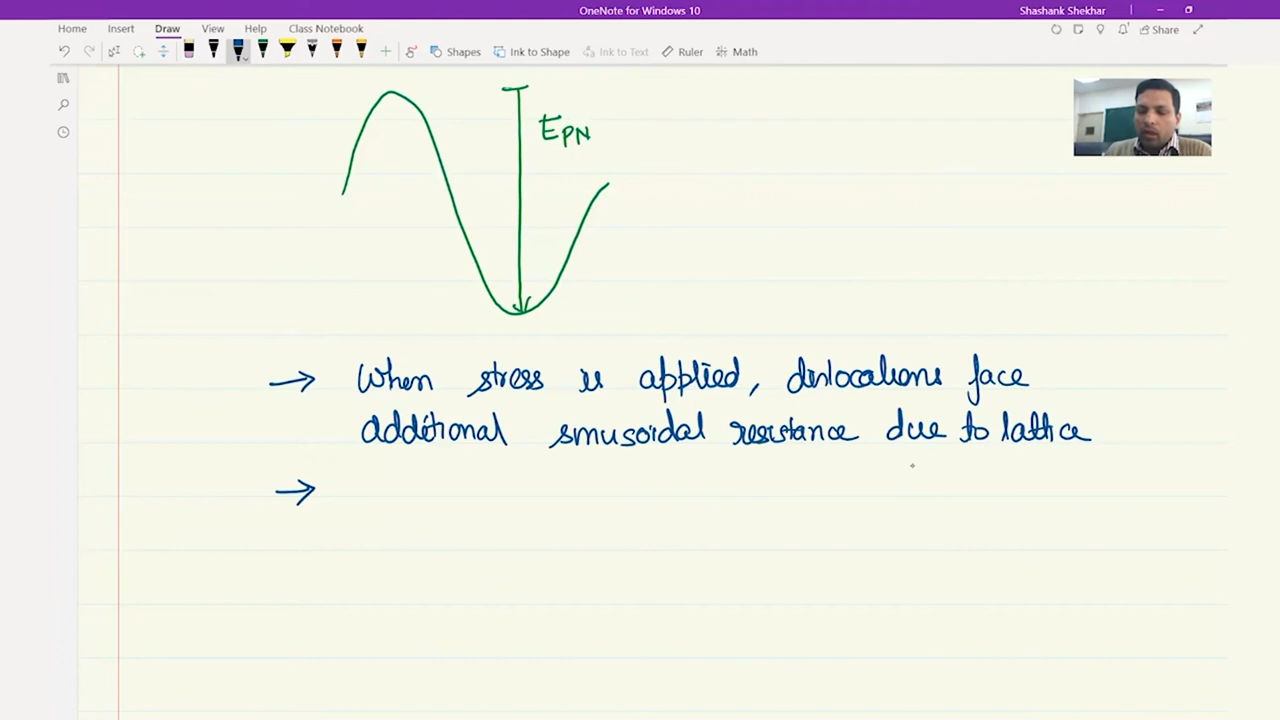 OneNote for Windows 10
Shashank Shekhar
Home Insert Draw View Help Class Notebook
Share
Shapes Ink to Shape Ink to Text Ruler Math
EPN
→ When stress is applied, dislocations face
additional sinusoidal resistance due to lattice
→